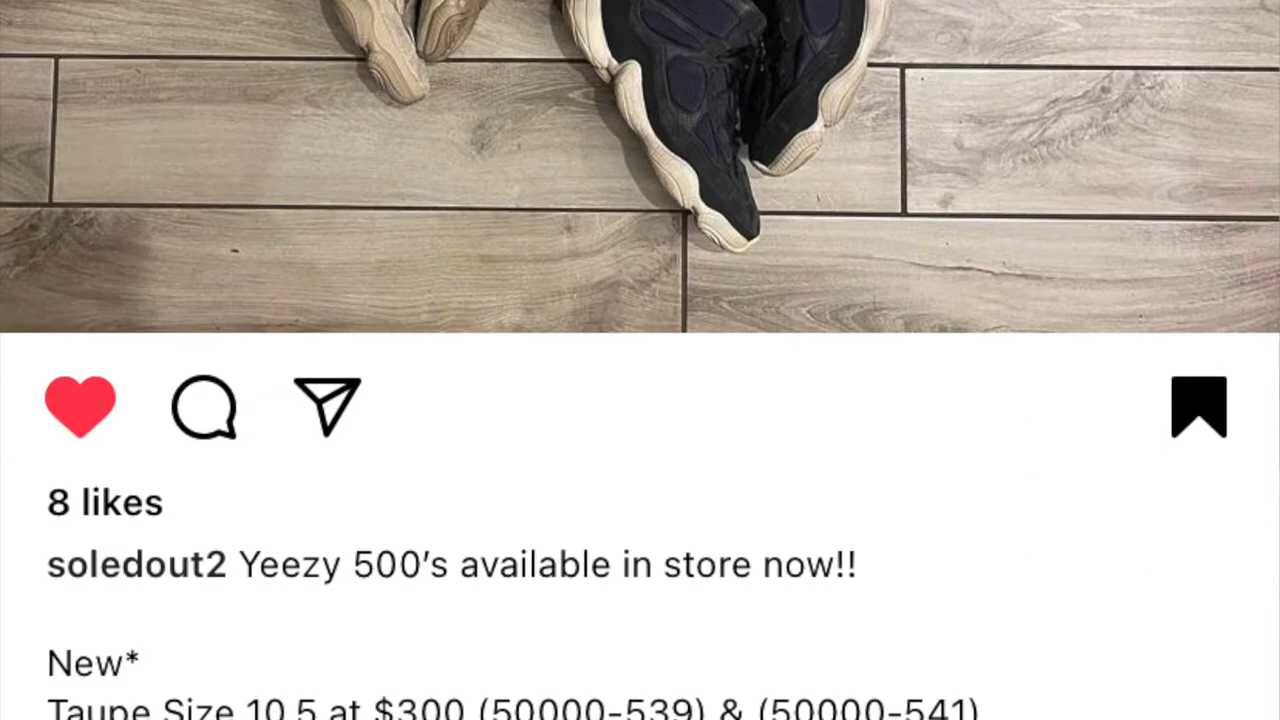 8 likes
soledout2 Yeezy 500’s available in store now!!
New*
Taupe Size 10.5 at $300 (50000-539) & (50000-541)